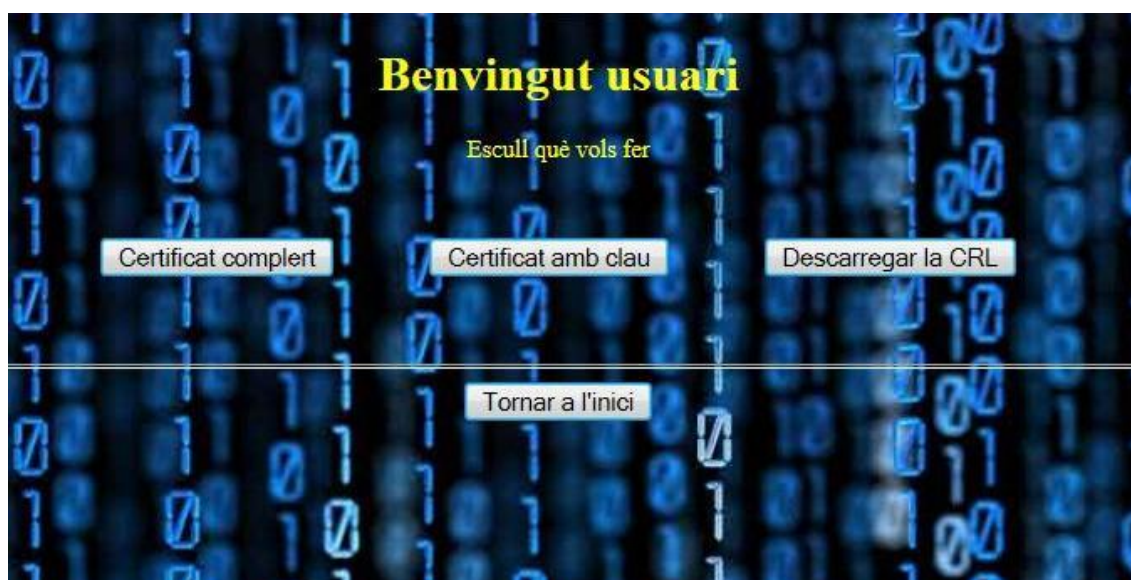 Benvingut usuari
Escull què vols fer
Certificat complert
Certificat amb clau
Descarregar la CRL
Tornar a l'inici